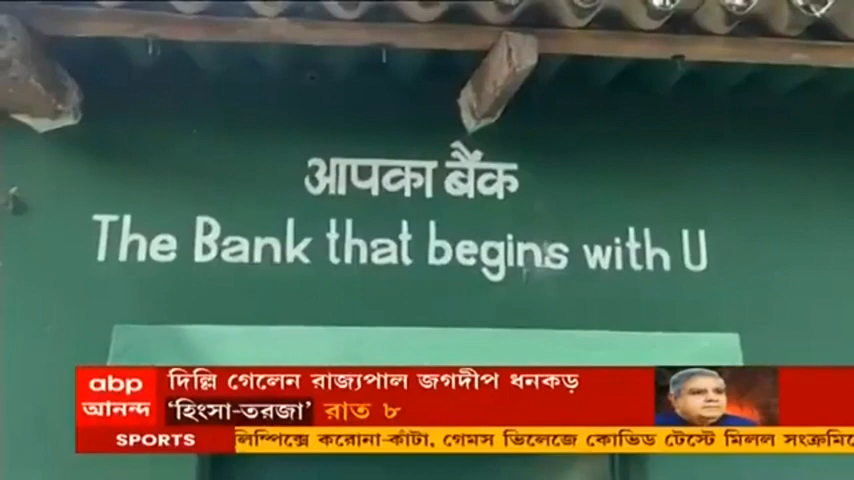 आपका बैंक
The Bank that begins with U
abp
আনন্দ
দিল্লি গেলেন রাজ্যপাল জগদীপ ধনকড়
‘হিংসা-তরজা’ রাত ৮
SPORTS
লিম্পিক্সে করোনা-কাঁটা, গেমস ভিলেজে কোভিড টেস্টে মিলল সংক্রমি